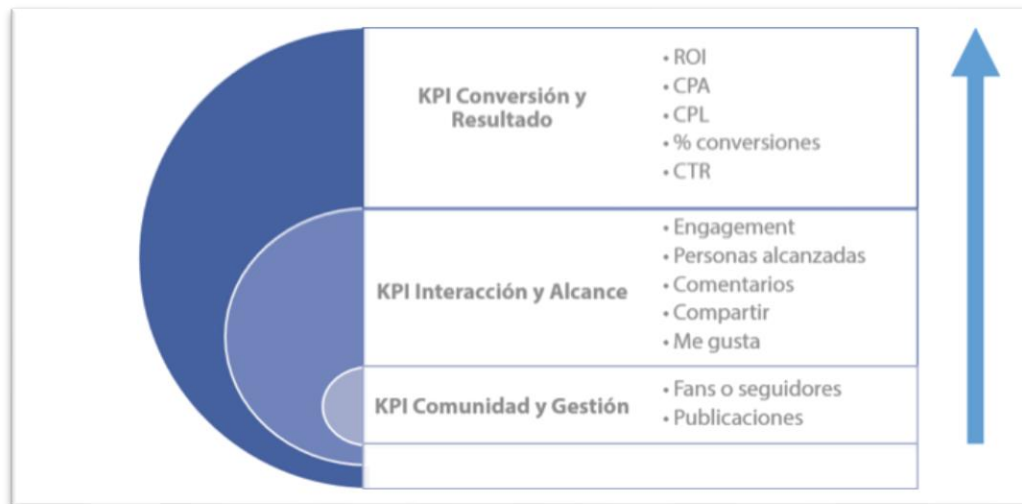 KPI Conversión y
Resultado
• ROI
• CPA
• CPL
• % conversiones
• CTR
KPI Interacción y Alcance
• Engagement
• Personas alcanzadas
• Comentarios
• Compartir
• Me gusta
KPI Comunidad y Gestión
• Fans o seguidores
• Publicaciones